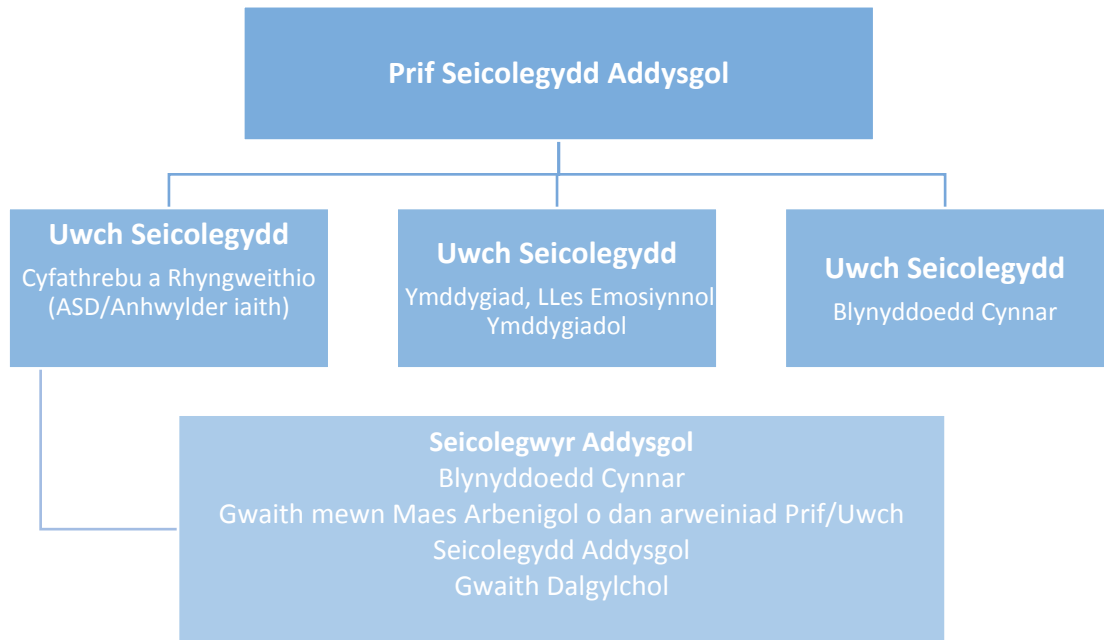 Prif Seicolegydd Addysgol
Uwch Seicolegydd
Cyfathrebu a Rhyngweithio
(ASD/Anhwylder iaith)
Uwch Seicolegydd
Ymddygiad, LLes Emosiynnol
Ymddygiadol
Uwch Seicolegydd
Blynyddoedd Cynnar
Seicolegwyr Addysgol
Blynyddoedd Cynnar
Gwaith mewn Maes Arbenigol o dan arweiniad Prif/Uwch
Seicolegydd Addysgol
Gwaith Dalgylchol